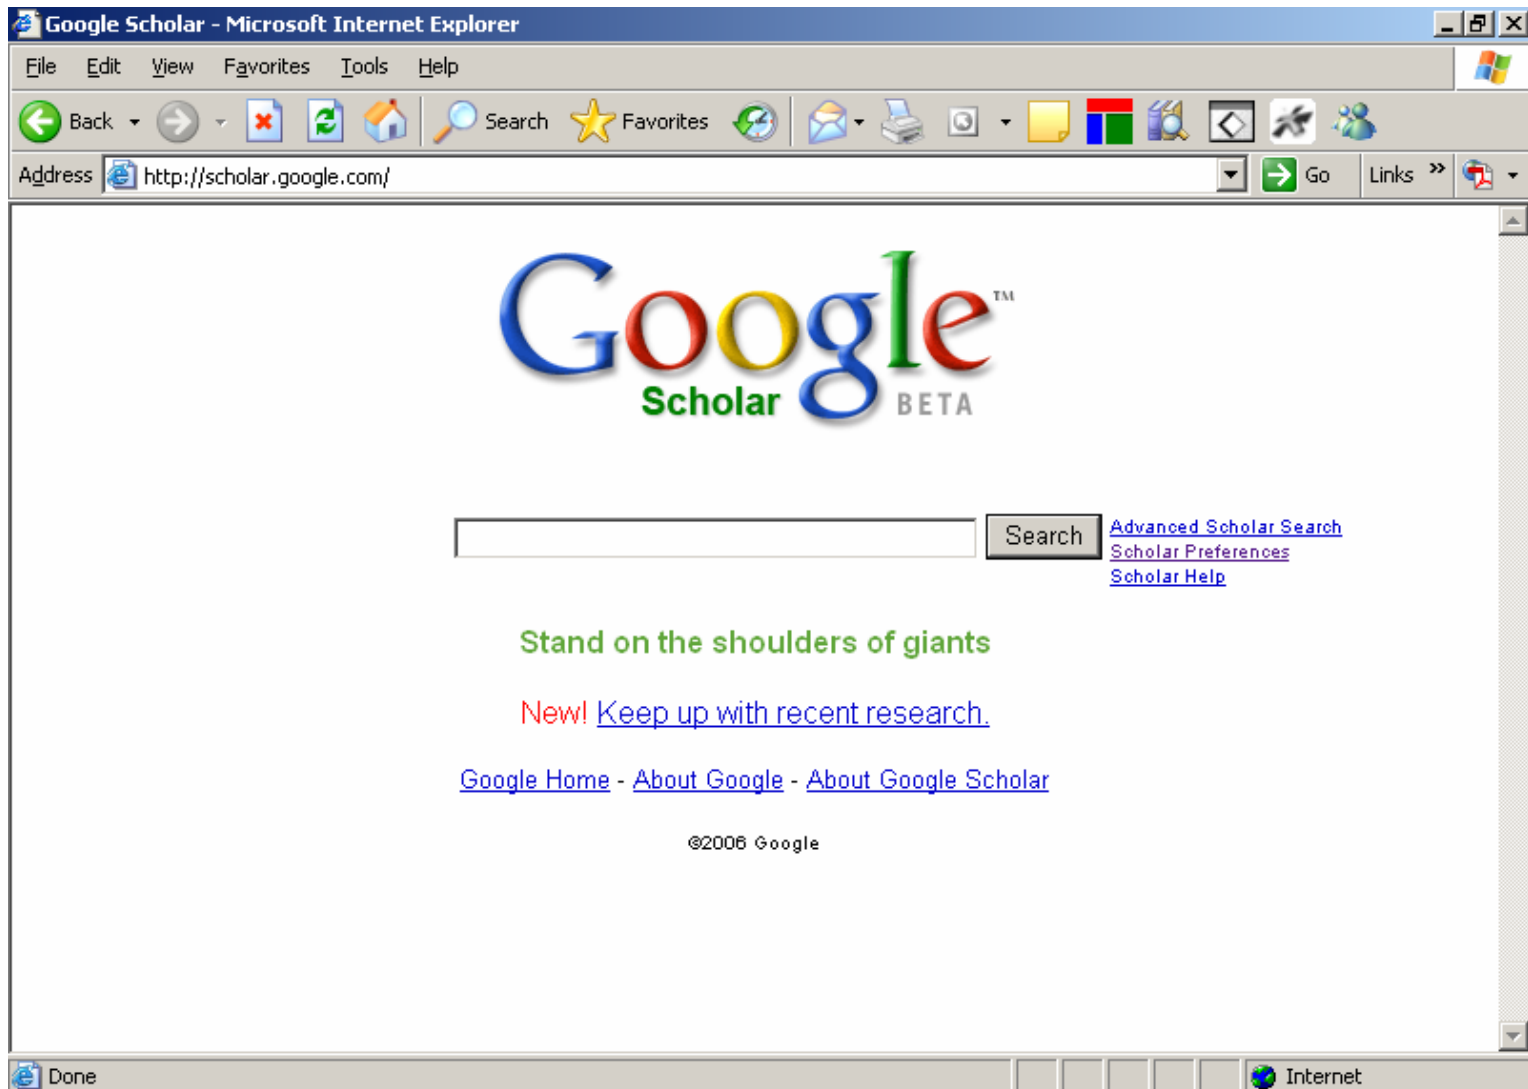 Google Scholar - Microsoft Internet Explorer
File Edit View Favorites Tools Help
Back Search Favorites
Address http://scholar.google.com/ Go Links »
Google™
Scholar BETA
Search
Advanced Scholar Search
Scholar Preferences
Scholar Help
Stand on the shoulders of giants
New! Keep up with recent research.
Google Home - About Google - About Google Scholar
©2006 Google
Done Internet